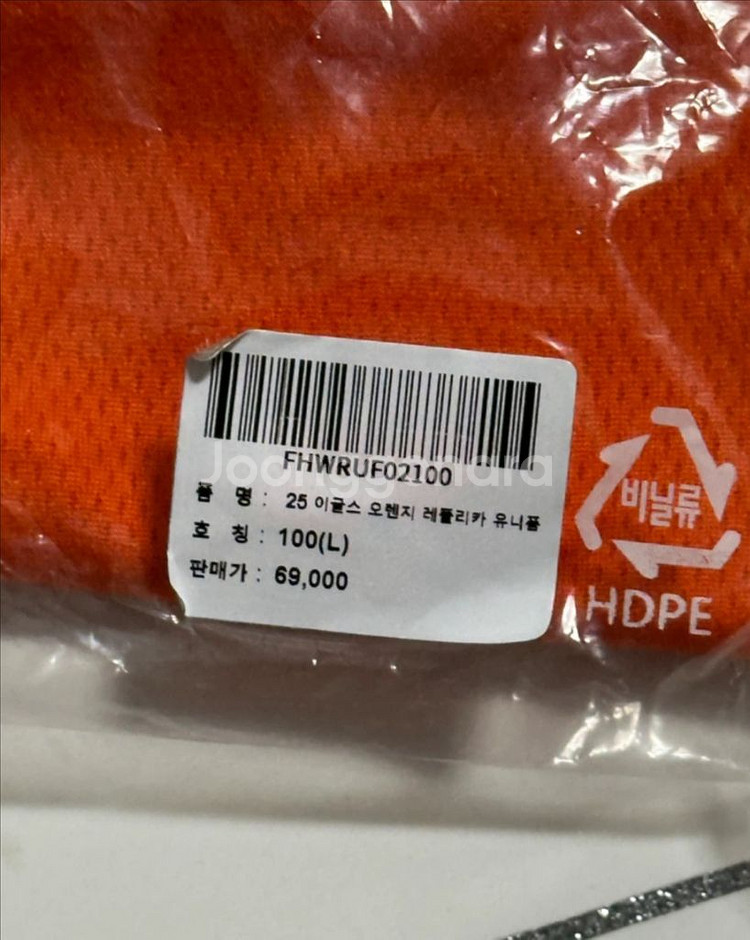 FHWRUF02100
Joonggonara
품 명 : 25 이글스 오렌지 레플리카 유니폼
호 칭 : 100(L)
판매가 : 69,000
비닐류
HDPE